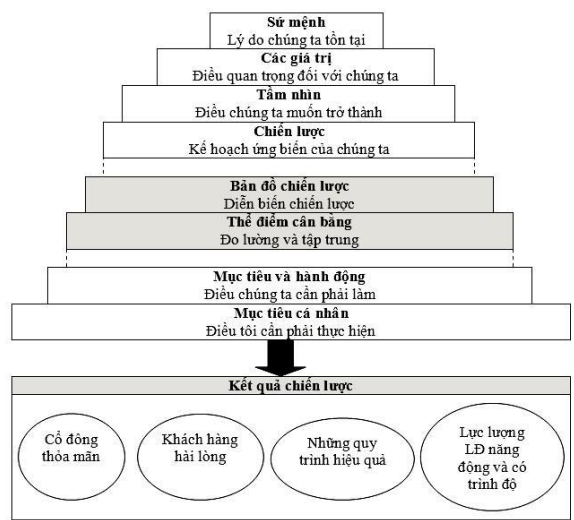 Sứ mệnh
Lý do chúng ta tồn tại
Các giá trị
Điều quan trọng đối với chúng ta
Tầm nhìn
Điều chúng ta muốn trở thành
Chiến lược
Kế hoạch ứng biến của chúng ta
Bản đồ chiến lược
Diễn biến chiến lược
Thể điểm cân bằng
Đo lường và tập trung
Mục tiêu và hành động
Điều chúng ta cần phải làm
Mục tiêu cá nhân
Điều tôi cần phải thực hiện
Kết quả chiến lược
Cổ đông
thỏa mãn
Khách hàng
hài lòng
Những quy
trình hiệu quả
Lực lượng
LĐ năng
động và có
trình độ